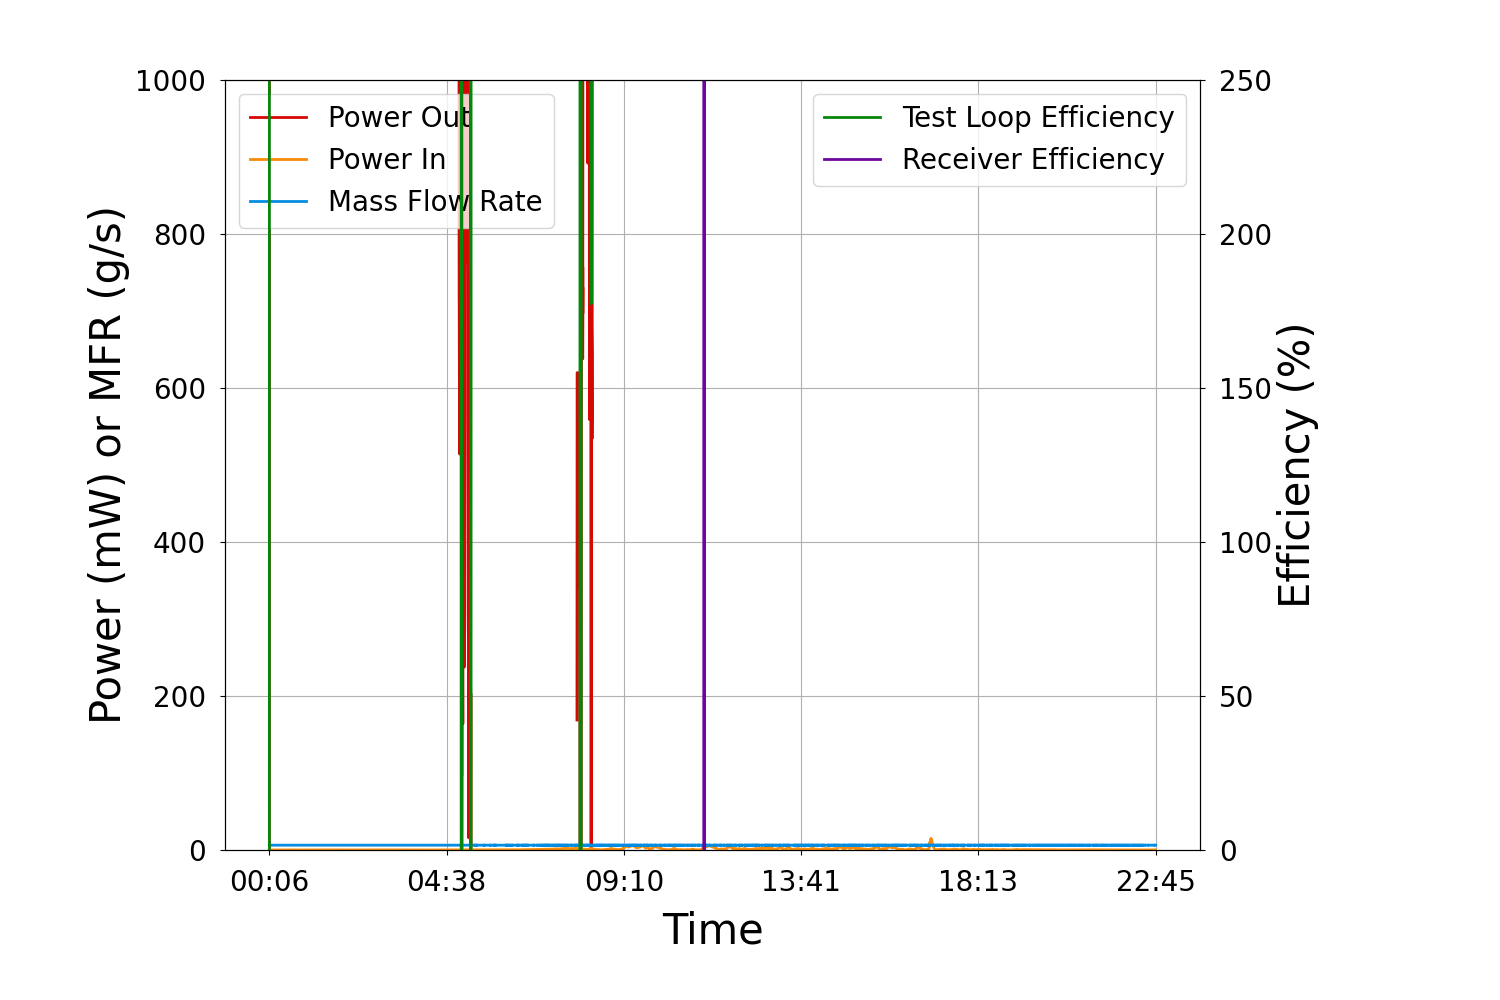 Power Out
Power In
Mass Flow Rate
Test Loop Efficiency
Receiver Efficiency
1000
800
600
400
200
0
Power (mW) or MFR (g/s)
250
200
150
100
50
0
Efficiency (%)
00:06 04:38 09:10 13:41 18:13 22:45
Time